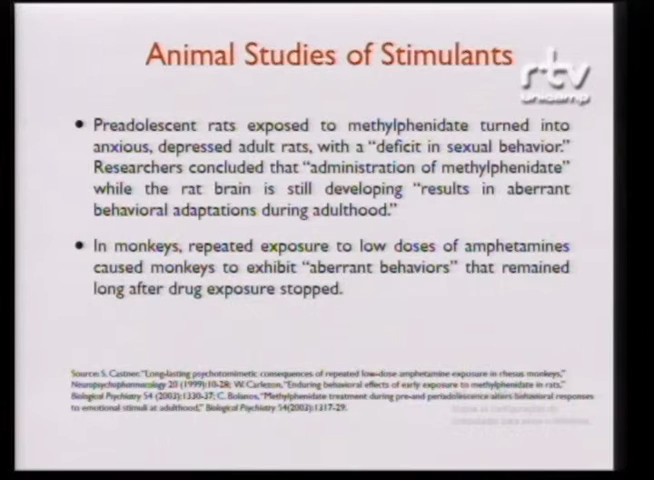 Animal Studies of Stimulants
rtv
unicamp
• Preadolescent rats exposed to methylphenidate turned into
anxious, depressed adult rats, with a “deficit in sexual behavior.”
Researchers concluded that “administration of methylphenidate”
while the rat brain is still developing “results in aberrant
behavioral adaptations during adulthood.”
• In monkeys, repeated exposure to low doses of amphetamines
caused monkeys to exhibit “aberrant behaviors” that remained
long after drug exposure stopped.
Source: S. Castner. “Long-lasting psychotomimetic consequences of repeated low-dose amphetamine exposure in rhesus monkeys,”
Neuropsychopharmacology 20 (1999):10-28; W. Carlezon, “Enduring behavioral effects of early exposure to methylphenidate in rats,”
Biological Psychiatry 54 (2003):1330-37; C. Bolanos, “Methylphenidate treatment during pre-and periadolescence alters behavioral responses
to emotional stimuli at adulthood,” Biological Psychiatry 54(2003):1317-29.